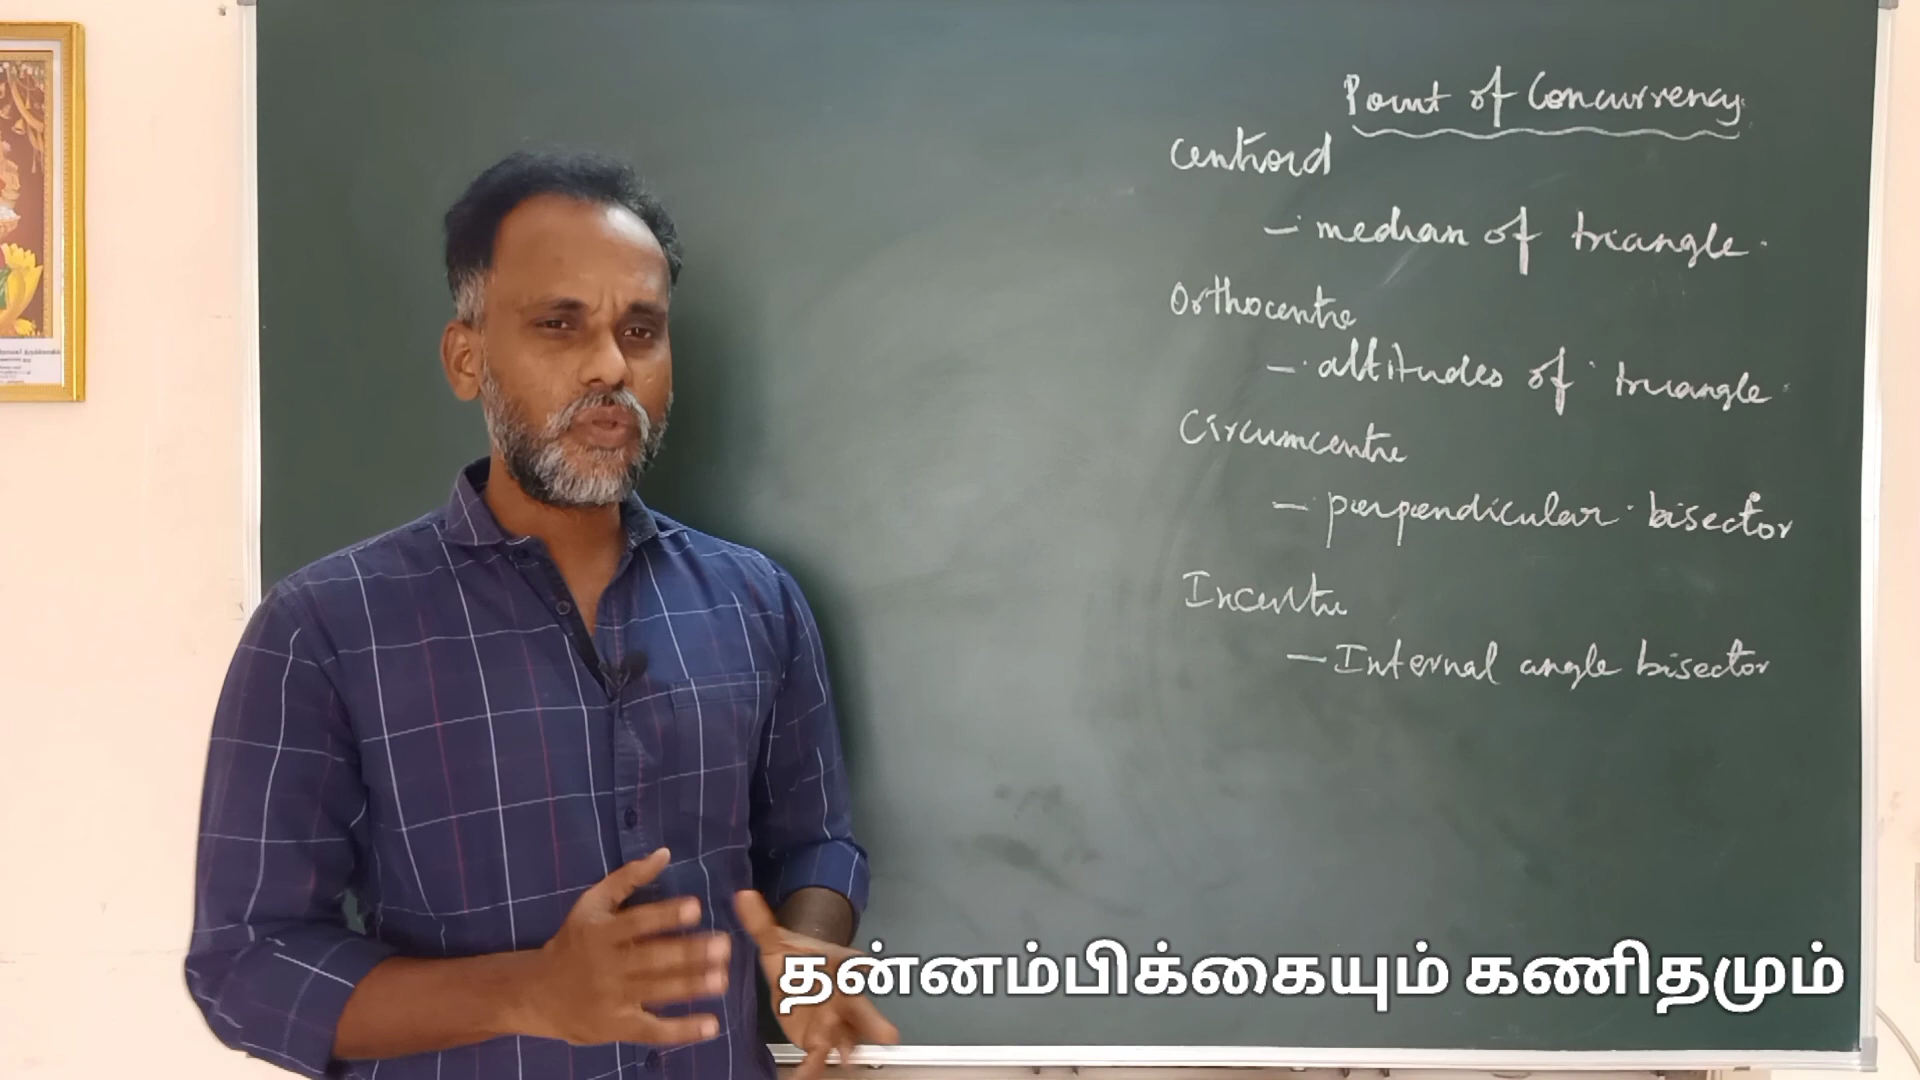 Point of Concurrency
Centroid
- median of triangle.
Orthocentre
- altitudes of triangle.
Circumcentre
- perpendicular bisector
Incentre
- Internal angle bisector
தன்னம்பிக்கையும் கணிதமும்